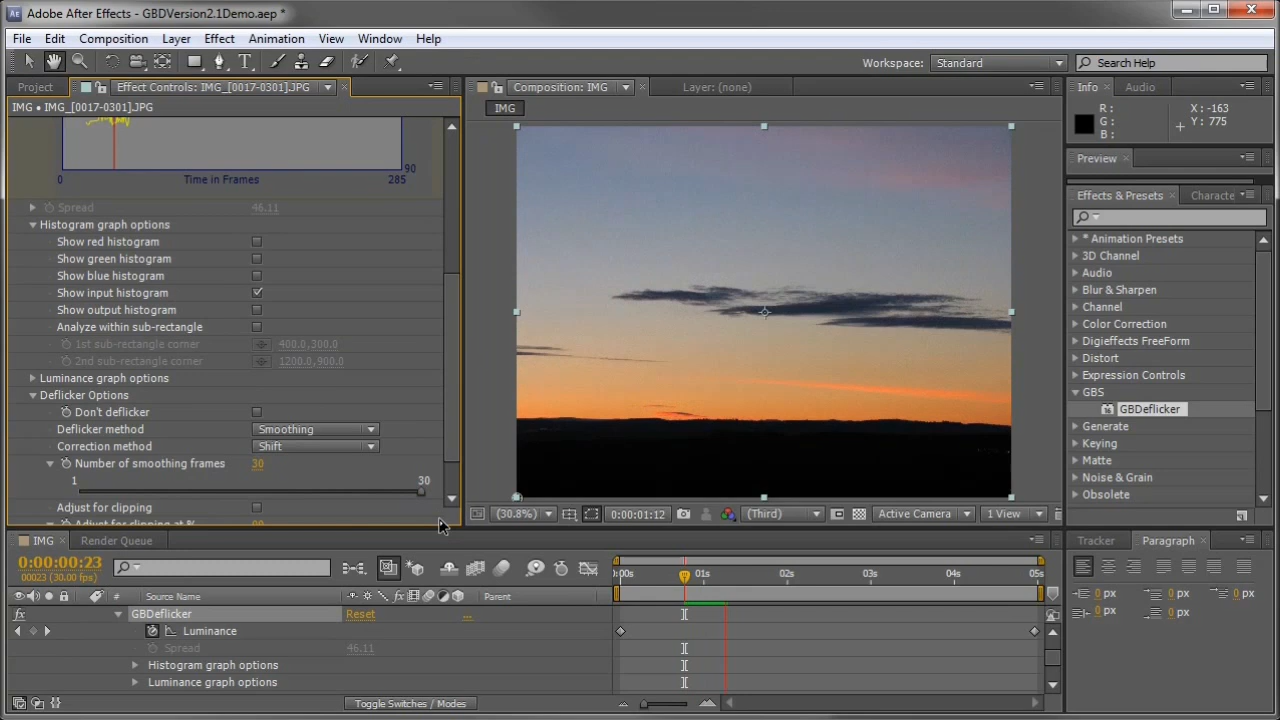 Adobe After Effects - GBDVersion2.1Demo.aep *
File Edit Composition Layer Effect Animation View Window Help
Workspace: Standard Search Help
Project Effect Controls: IMG_[0017-0301].JPG Composition: IMG Layer: (none) Info Audio
IMG • IMG_[0017-0301].JPG
IMG
R: X: -163
G: Y: 775
B:
90
0 Time in Frames 285
Preview
Spread 46.11
Effects & Presets Characte
Histogram graph options
Show red histogram
Show green histogram
Show blue histogram
Show input histogram
Show output histogram
Analyze within sub-rectangle
1st sub-rectangle corner 400.0,300.0
2nd sub-rectangle corner 1200.0,900.0
Luminance graph options
Deflicker Options
Don't deflicker
Deflicker method Smoothing
Correction method Shift
Number of smoothing frames 30
1 30
Adjust for clipping
* Animation Presets
3D Channel
Audio
Blur & Sharpen
Channel
Color Correction
Digieffects FreeForm
Distort
Expression Controls
GBS
GBDeflicker
Generate
Keying
Matte
Noise & Grain
Obsolete
(30.8%) 0:00:01:12 (Third) Active Camera 1 View
IMG Render Queue
Tracker Paragraph
0:00:00:23
00023 (30.00 fps)
:00s 01s 02s 03s 04s 05s
# Source Name Parent
0 px 0 px 0 px
0 px 0 px
GBDeflicker Reset ...
Luminance
Spread 46.11
Histogram graph options
Luminance graph options
Toggle Switches / Modes